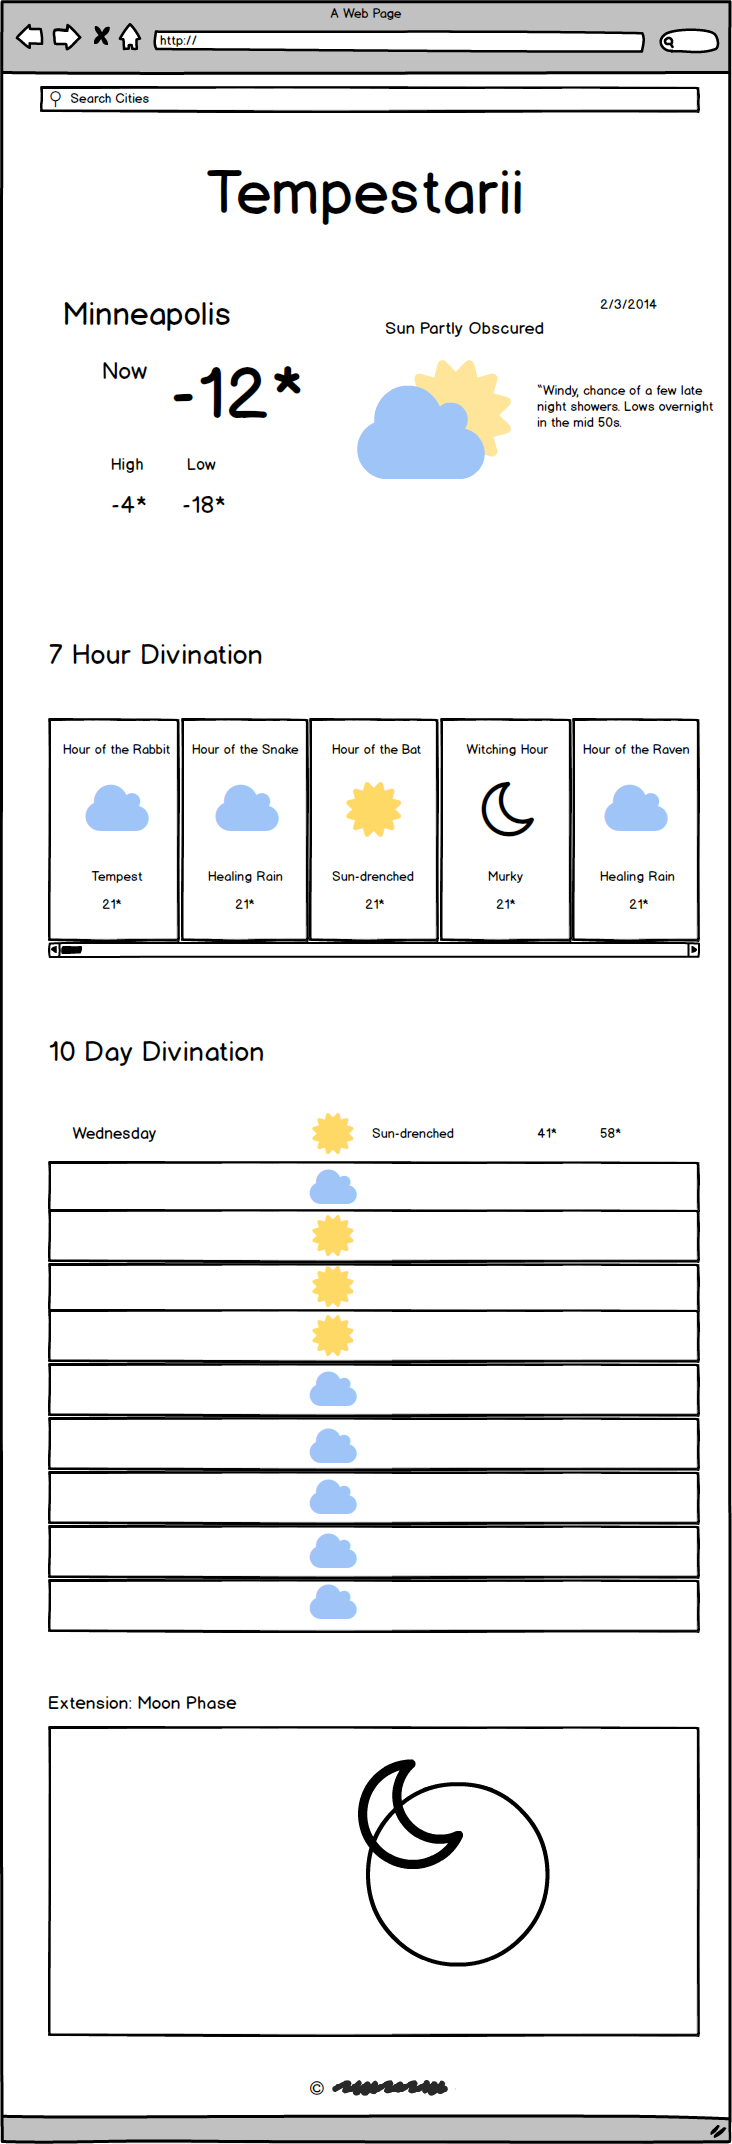 A Web Page
http://
Search Cities
Tempestarii
Minneapolis
2/3/2014
Sun Partly Obscured
Now
-12*
"Windy, chance of a few late
night showers. Lows overnight
in the mid 50s.
High Low
-4* -18*
7 Hour Divination
Hour of the Rabbit Hour of the Snake Hour of the Bat Witching Hour Hour of the Raven
Tempest Healing Rain Sun-drenched Murky Healing Rain
21* 21* 21* 21* 21*
10 Day Divination
Wednesday Sun-drenched 41* 58*
Extension: Moon Phase
©